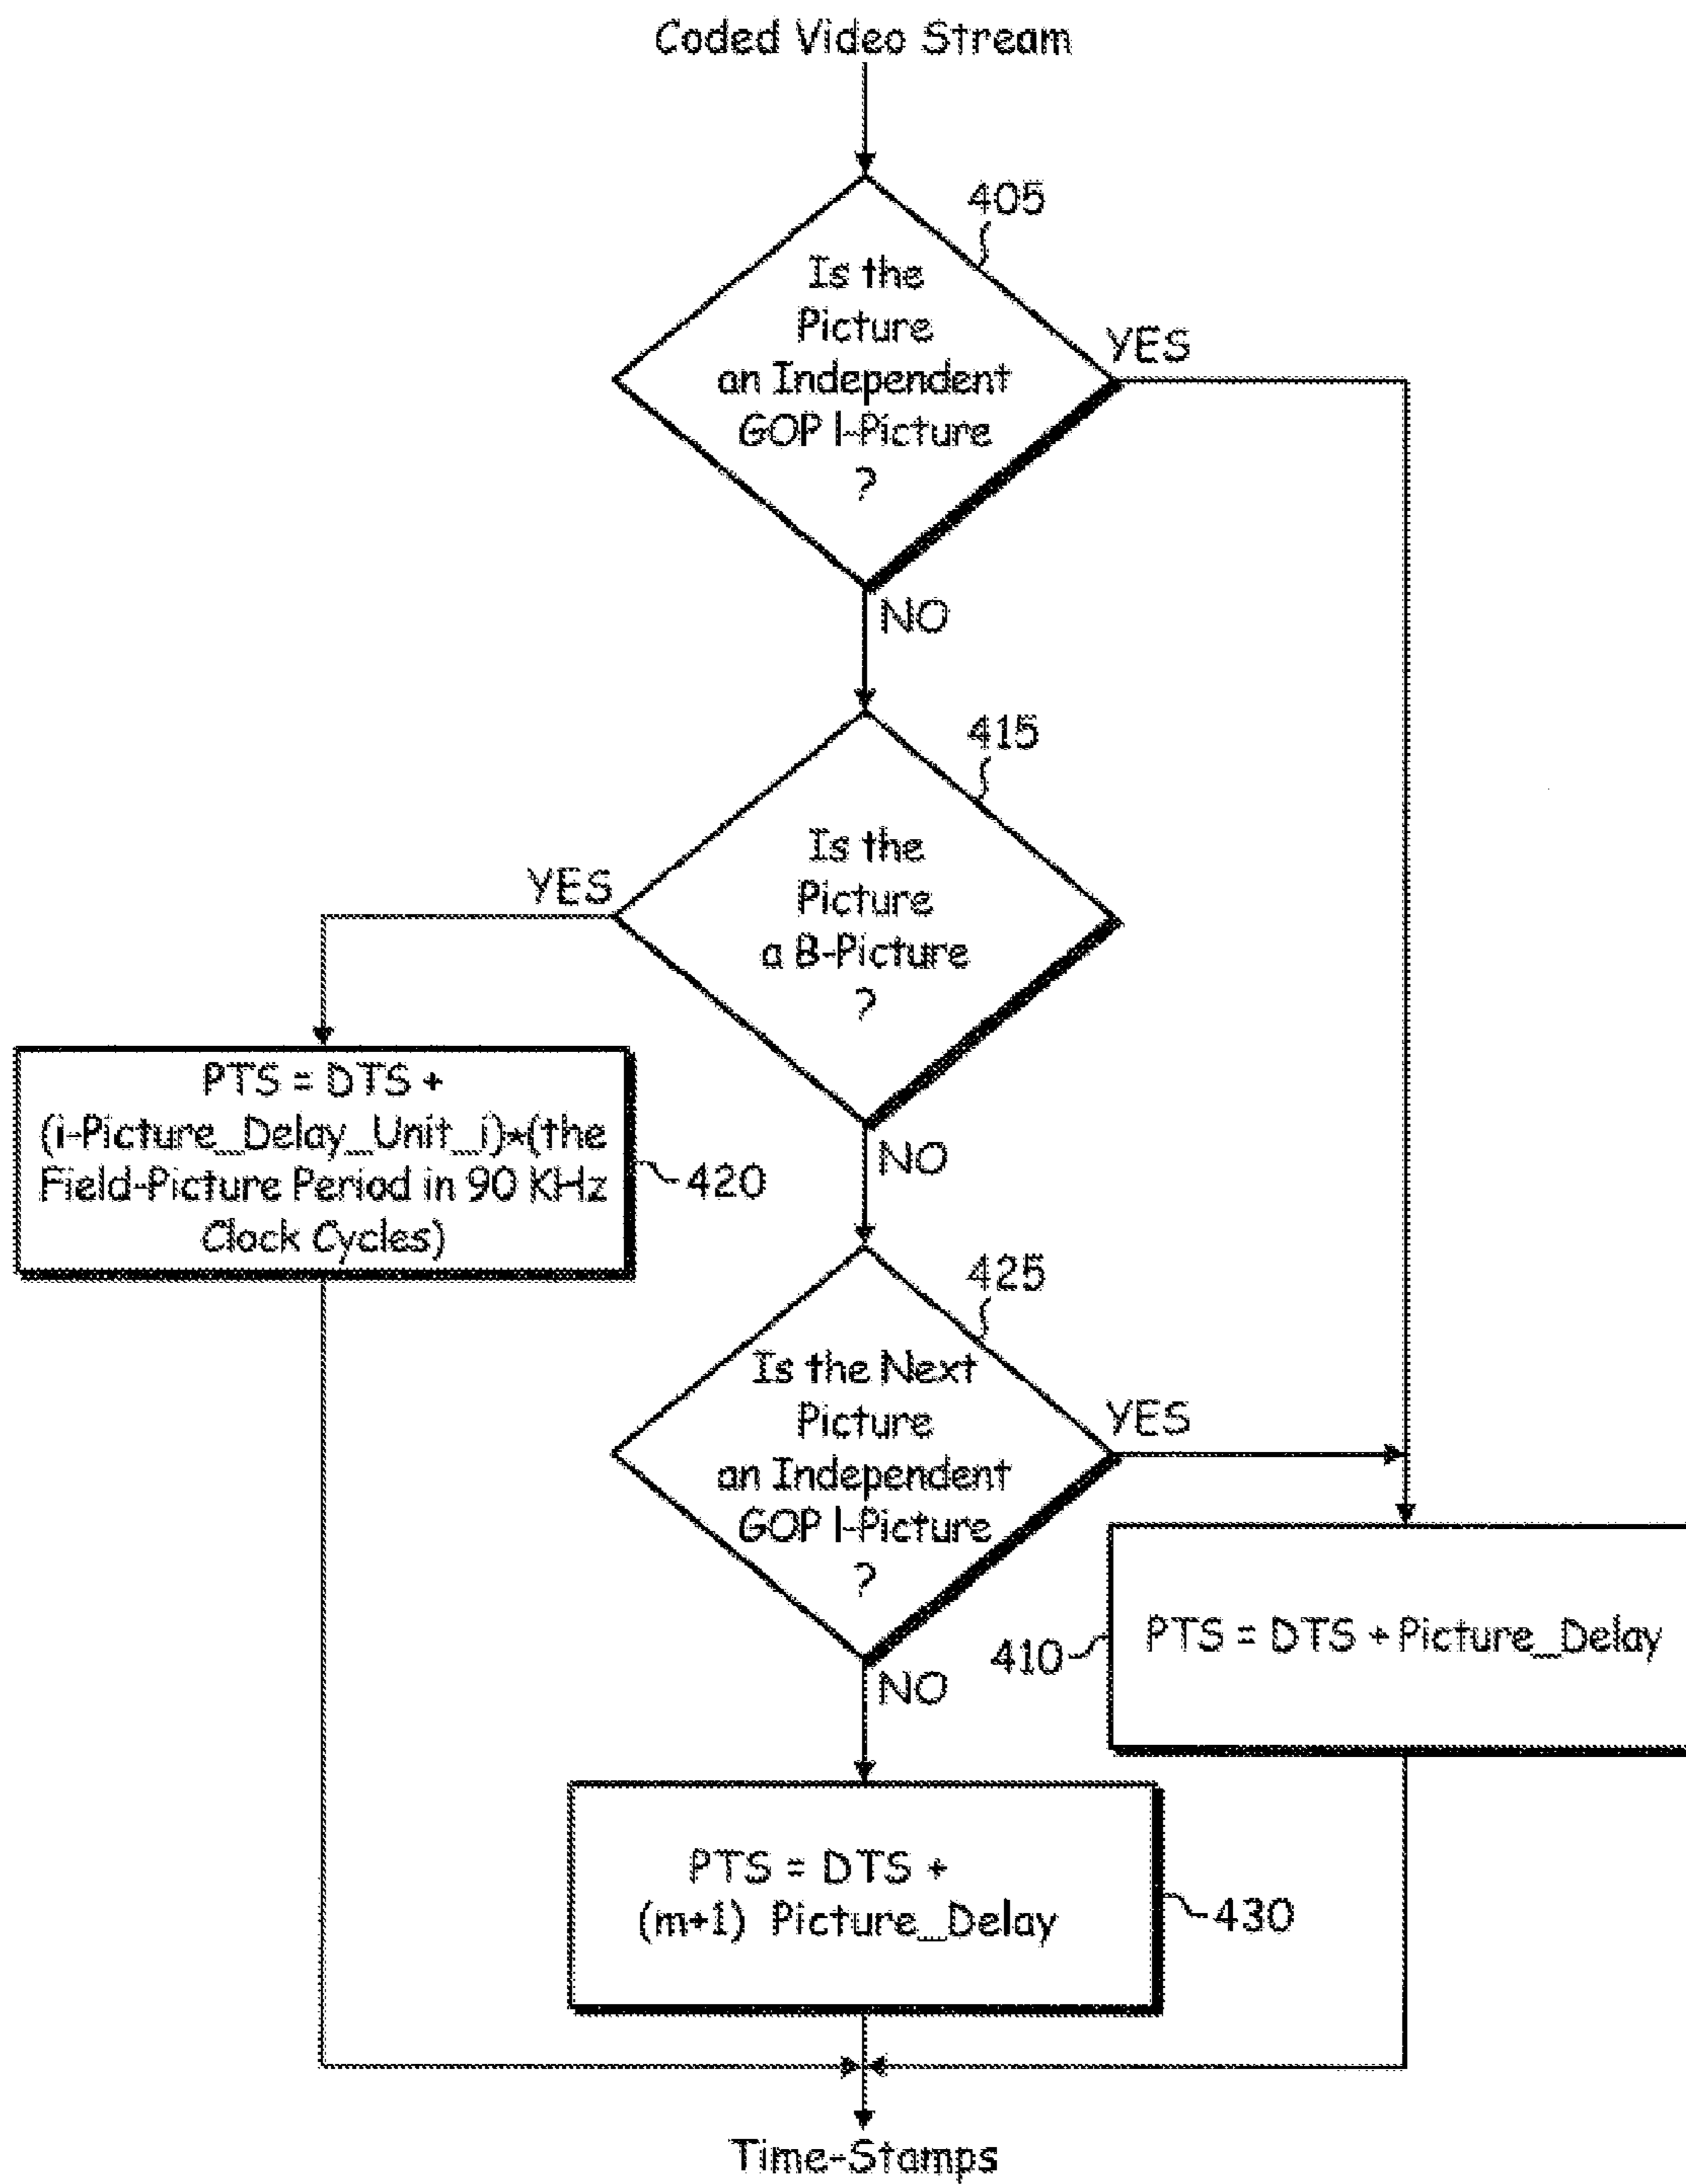 Coded Video Stream
405
Is the
Picture
an Independent
GOP I-Picture
?
YES
NO
415
Is the
Picture
a B-Picture
?
YES
NO
PTS = DTS +
(i-Picture_Delay_Unit_i)*(the
Field-Picture Period in 90 KHz
Clock Cycles)
420
425
Is the Next
Picture
an Independent
GOP I-Picture
?
YES
NO
410
PTS = DTS + Picture_Delay
PTS = DTS +
(m+1) Picture_Delay
430
Time-Stamps